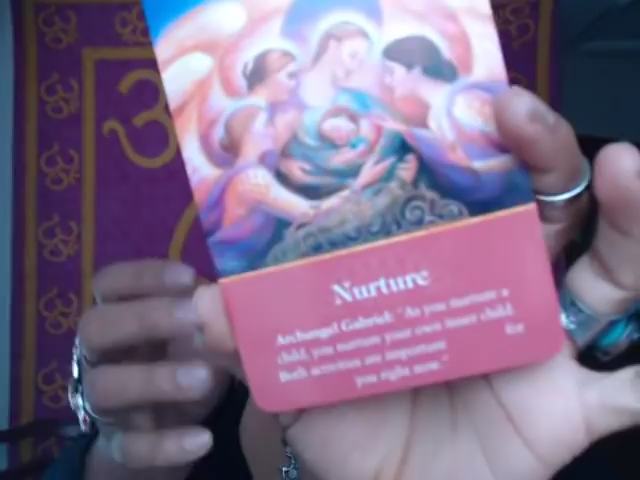 Nurture
Archangel Gabriel: "As you nurture a
child, you nurture your own inner child.
Both activities are important for
you right now."
ॐ